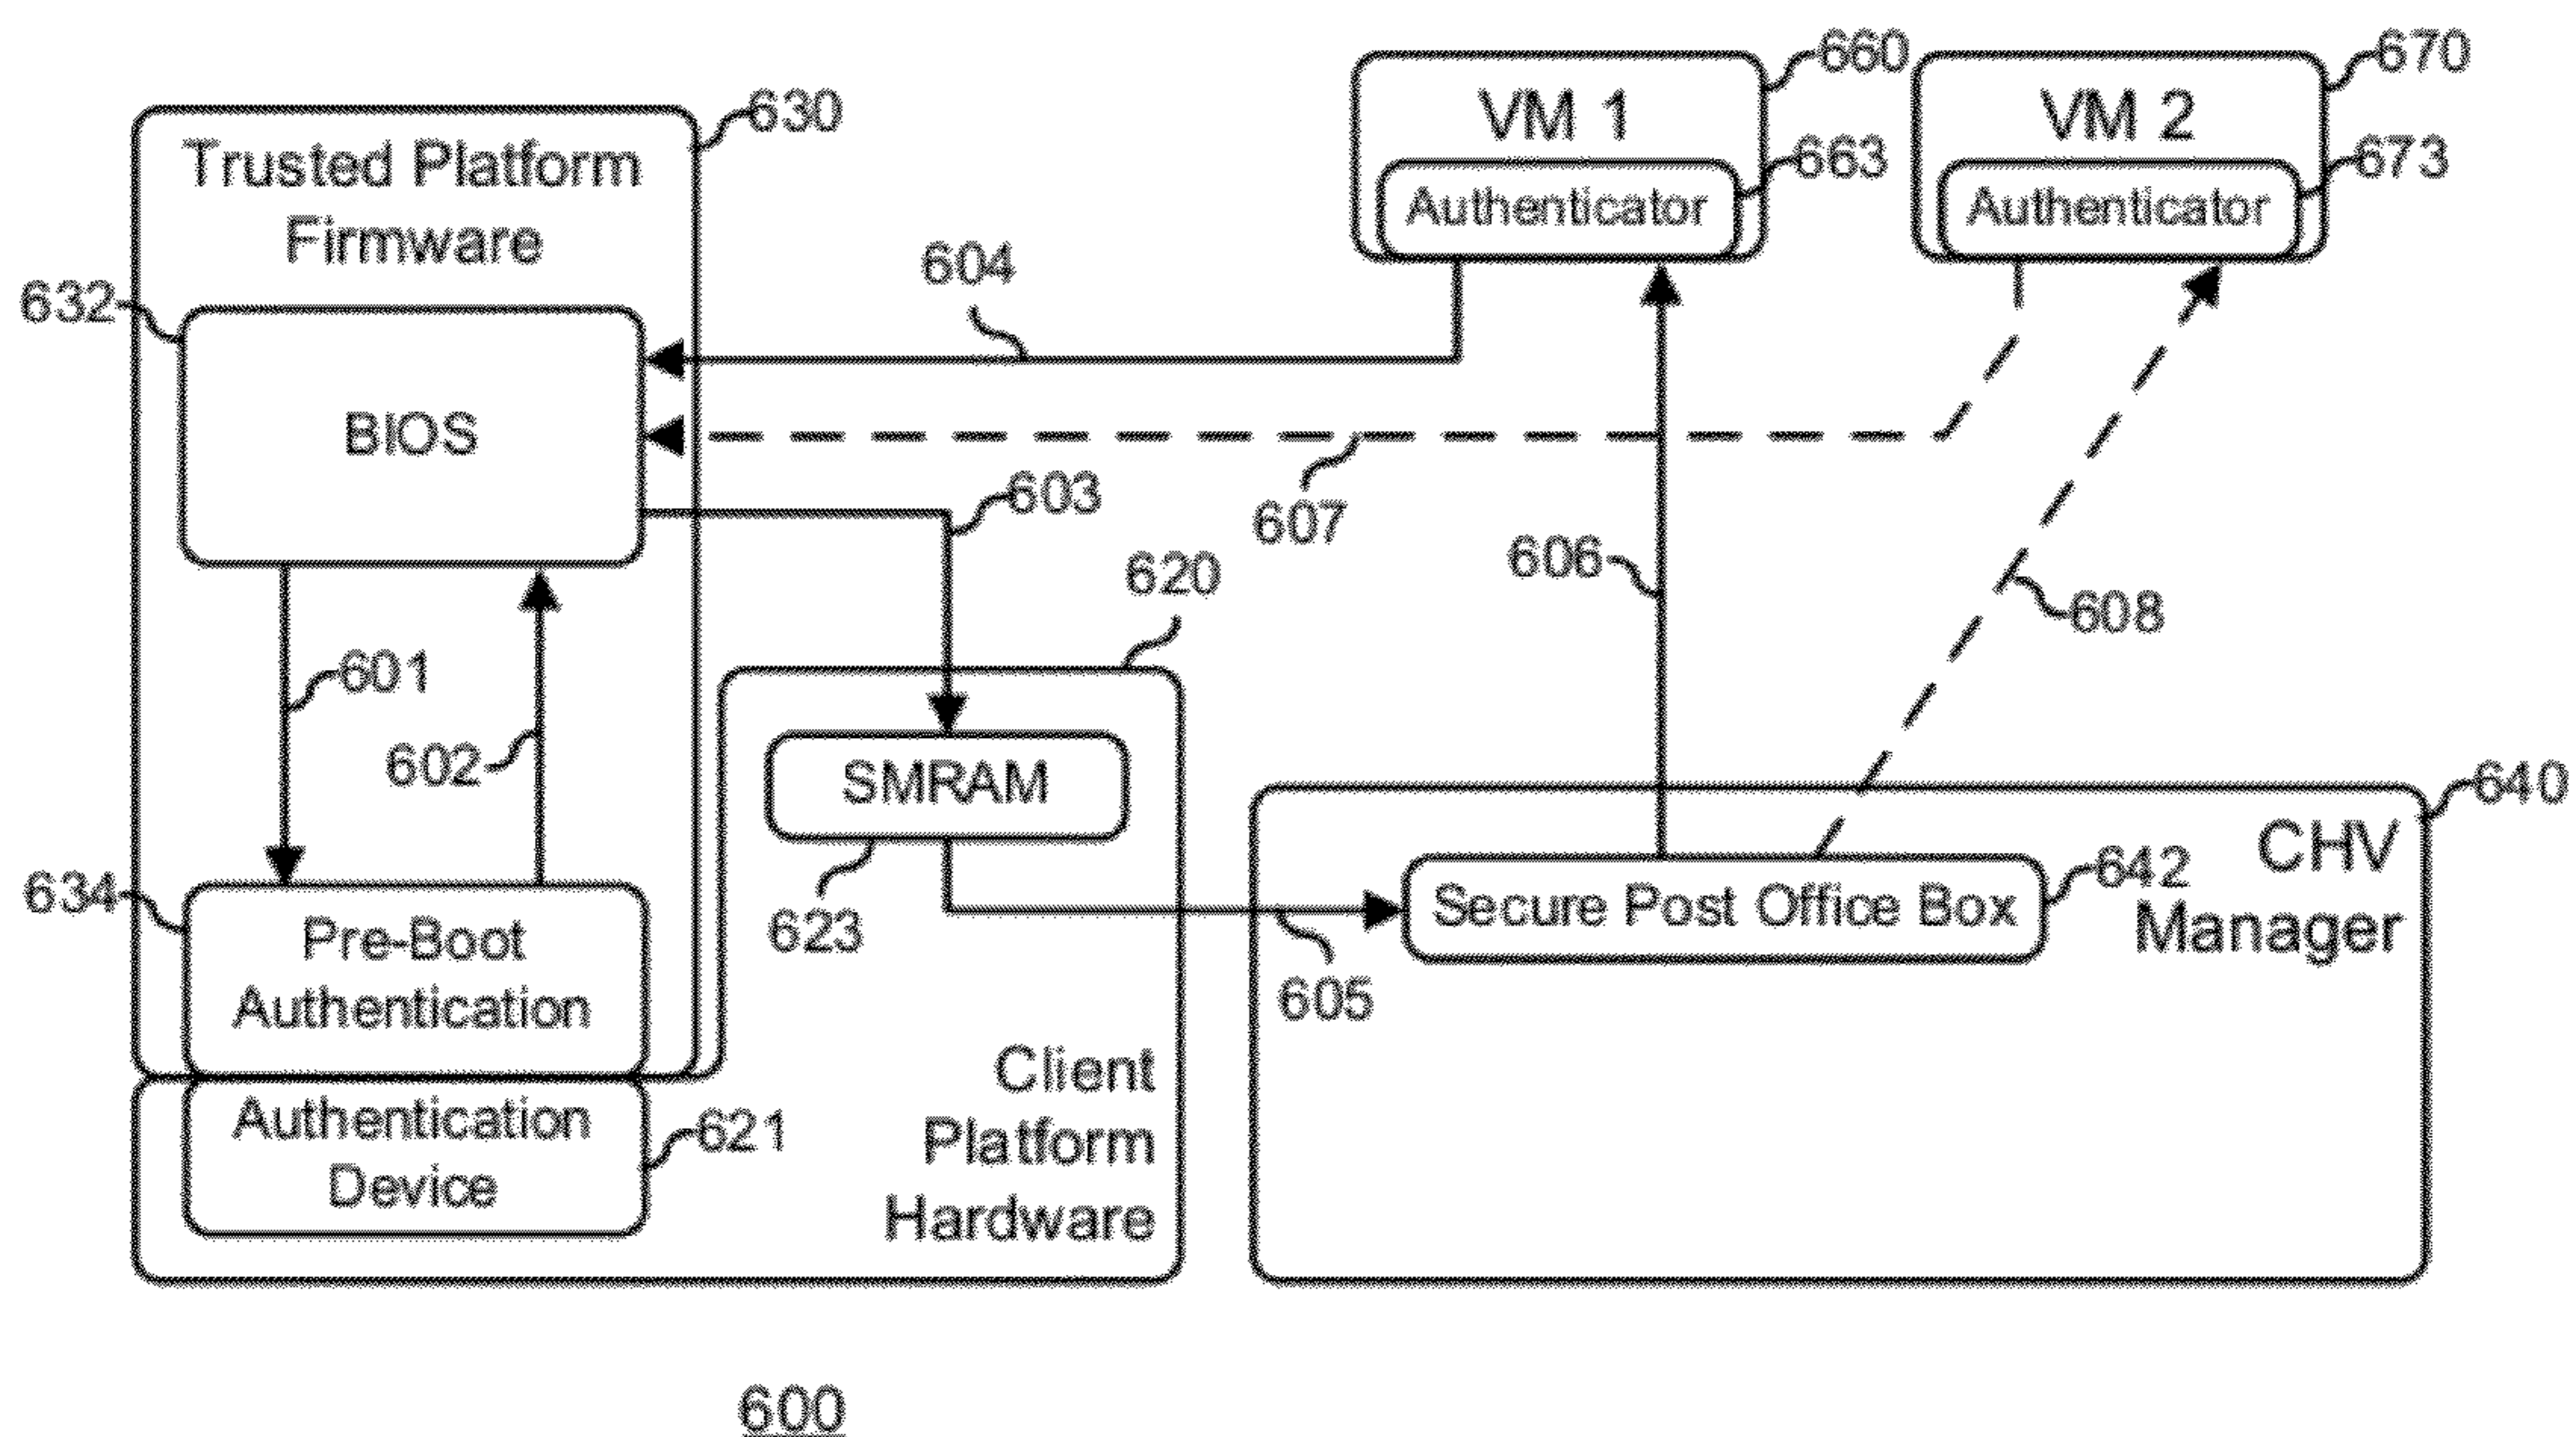 660
670
630
VM 1
VM 2
Trusted Platform
Firmware
663
673
Authenticator
Authenticator
604
632
BIOS
603
607
606
620
608
601
602
SMRAM
640
CHV
Manager
634
623
642
Secure Post Office Box
Pre-Boot
Authentication
605
Client
Platform
Hardware
Authentication
Device
621
600